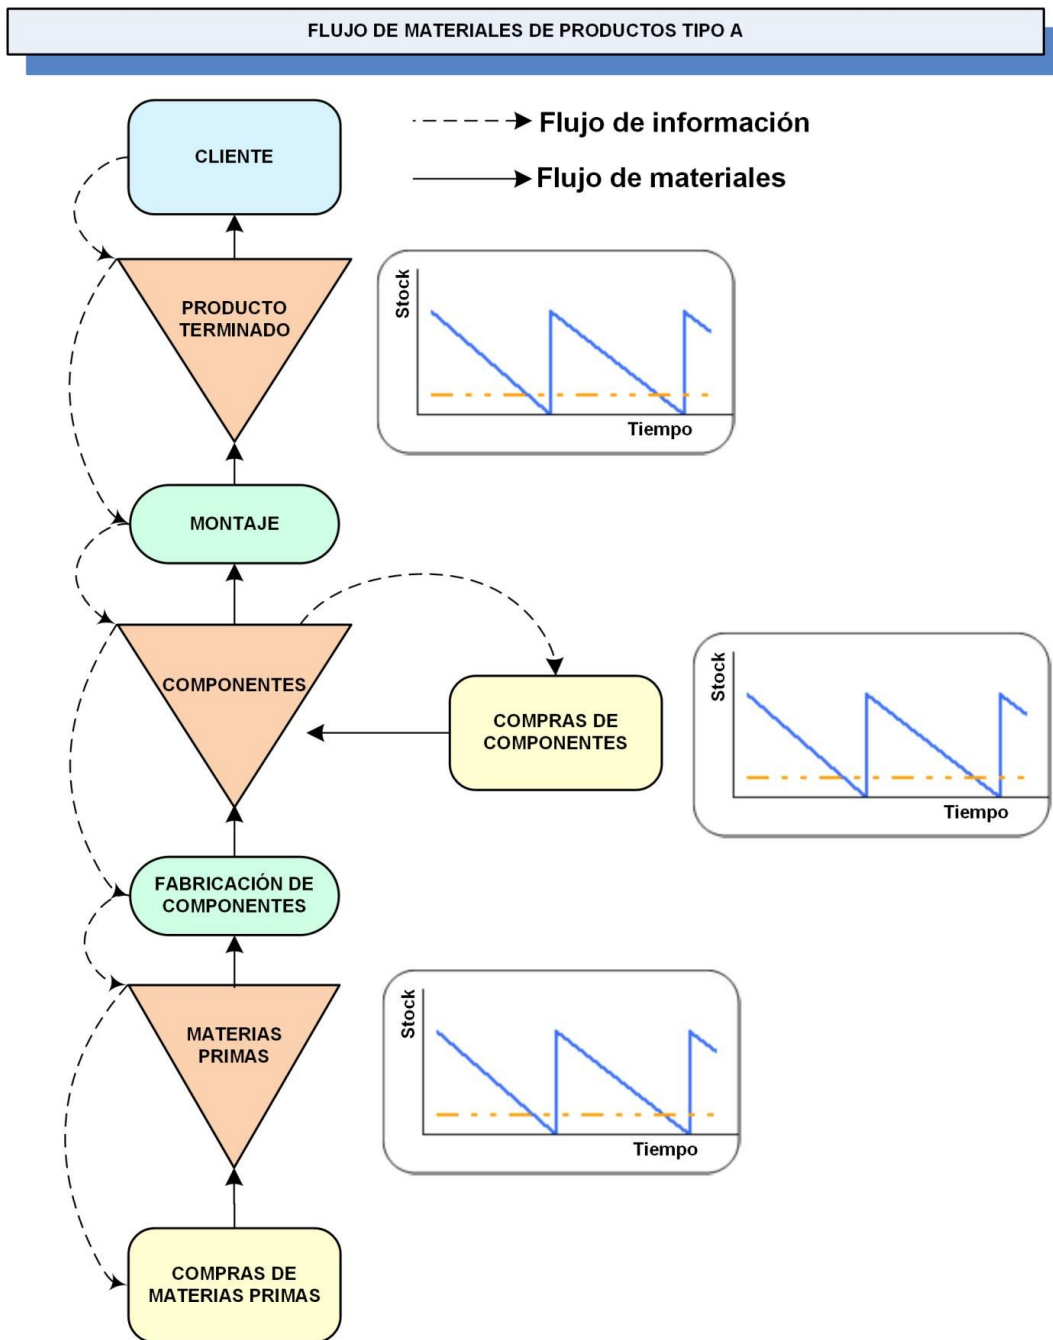 FLUJO DE MATERIALES DE PRODUCTOS TIPO A
CLIENTE
Flujo de información
Flujo de materiales
PRODUCTO
TERMINADO
Stock
Tiempo
MONTAJE
COMPONENTES
COMPRAS DE
COMPONENTES
Stock
Tiempo
FABRICACIÓN DE
COMPONENTES
MATERIAS
PRIMAS
Stock
Tiempo
COMPRAS DE
MATERIAS PRIMAS